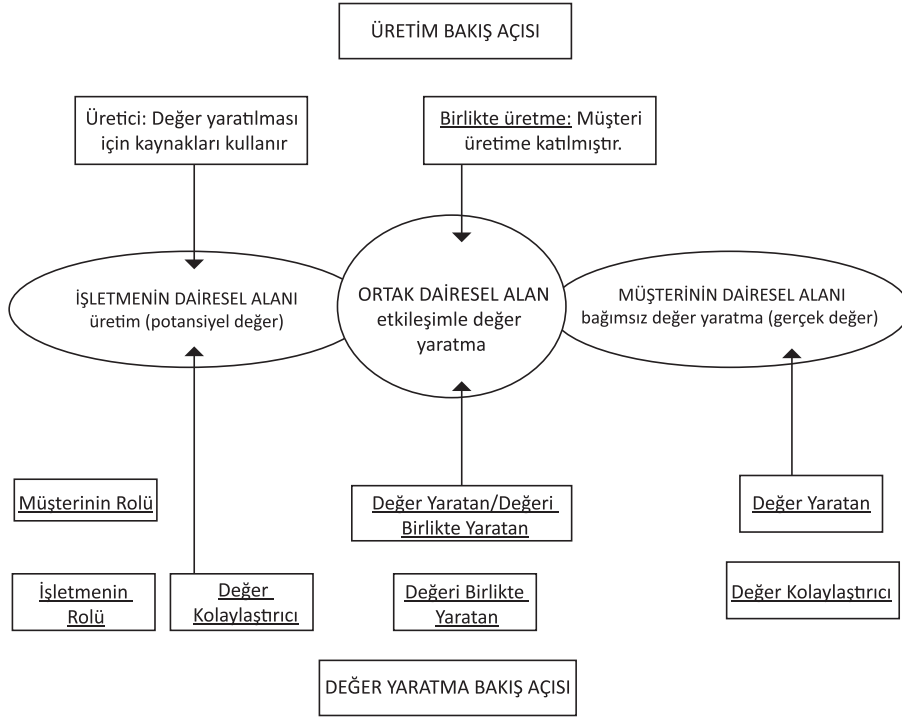 ÜRETİM BAKIŞ AÇISI
Üretici: Değer yaratılması
için kaynakları kullanır
Birlikte üretme: Müşteri
üretime katılmıştır.
İŞLETMENİN DAİRESEL ALANI
üretim (potansiyel değer)
ORTAK DAİRESEL ALAN
etkileşimle değer
yaratma
MÜŞTERİNİN DAİRESEL ALANI
bağımsız değer yaratma (gerçek değer)
Müşterinin Rolü
Değer Yaratan/Değeri
Birlikte Yaratan
Değer Yaratan
İşletmenin
Rolü
Değer
Kolaylaştırıcı
Değeri Birlikte
Yaratan
Değer Kolaylaştırıcı
DEĞER YARATMA BAKIŞ AÇISI